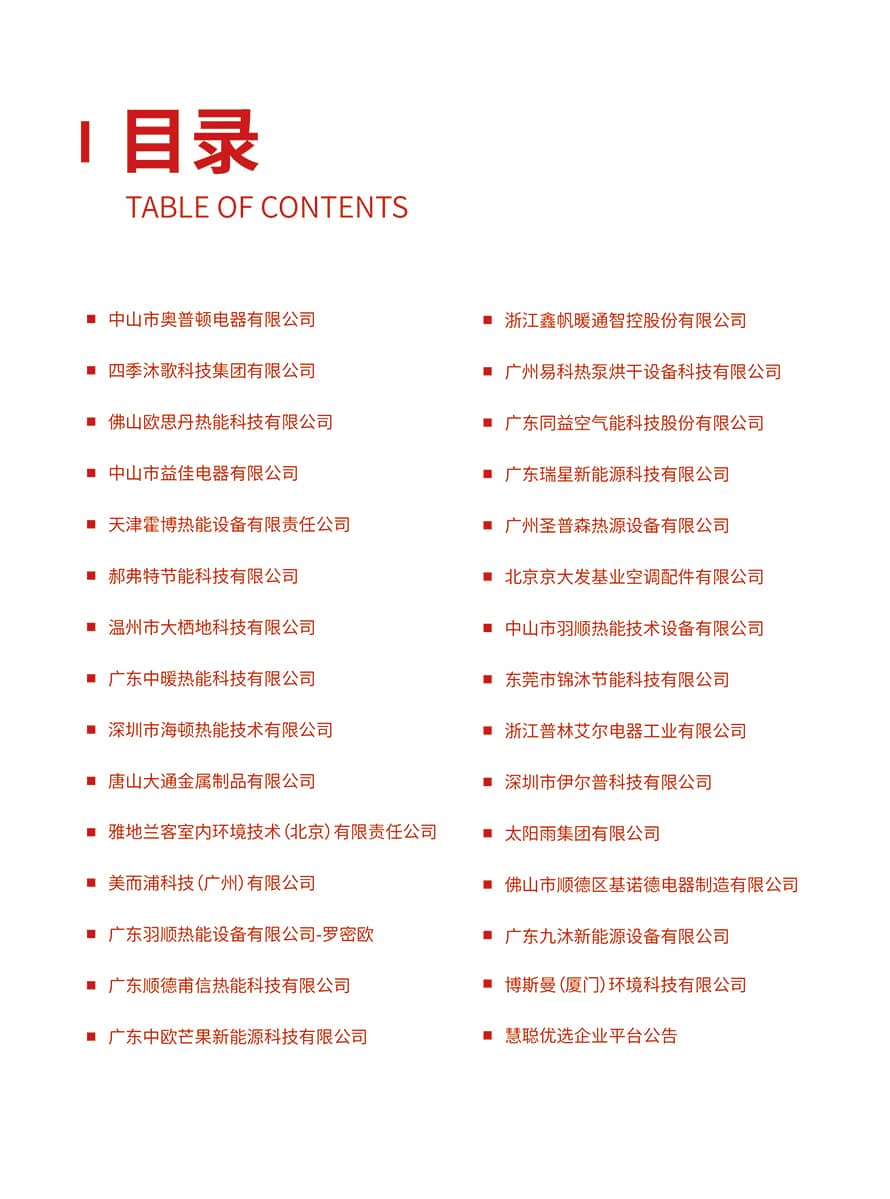 目录
TABLE OF CONTENTS
中山市奥普顿电器有限公司
四季沐歌科技集团有限公司
佛山欧思丹热能科技有限公司
中山市益佳电器有限公司
天津霍博热能设备有限责任公司
郝弗特节能科技有限公司
温州市大栖地科技有限公司
广东中暖热能科技有限公司
深圳市海顿热能技术有限公司
唐山大通金属制品有限公司
雅地兰客室内环境技术(北京)有限责任公司
美而浦科技(广州)有限公司
广东羽顺热能设备有限公司-罗密欧
广东顺德甫信热能科技有限公司
广东中欧芒果新能源科技有限公司
浙江鑫帆暖通智控股份有限公司
广州易科热泵烘干设备科技有限公司
广东同益空气能科技股份有限公司
广东瑞星新能源科技有限公司
广州圣普森热源设备有限公司
北京京大发基业空调配件有限公司
中山市羽顺热能技术设备有限公司
东莞市锦沐节能科技有限公司
浙江普林艾尔电器工业有限公司
深圳市伊尔普科技有限公司
太阳雨集团有限公司
佛山市顺德区基诺德电器制造有限公司
广东九沐新能源设备有限公司
博斯曼(厦门)环境科技有限公司
慧聪优选企业平台公告